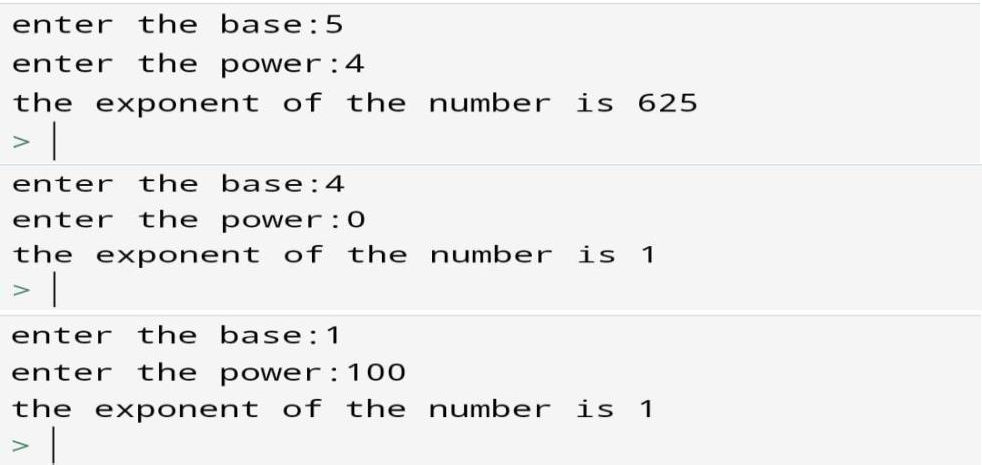 enter the base:5
enter the power:4
the exponent of the number is 625
>
enter the base:4
enter the power:0
the exponent of the number is 1
>
enter the base:1
enter the power:100
the exponent of the number is 1
>